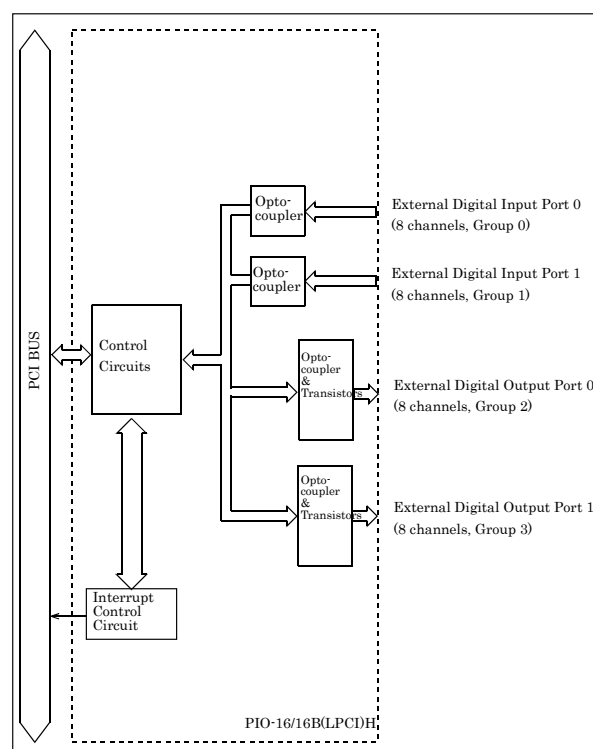 Opto-
coupler
External Digital Input Port 0
(8 channels, Group 0)
Opto-
coupler
External Digital Input Port 1
(8 channels, Group 1)
PCI BUS
Control
Circuits
Opto-
coupler
&
Transistors
External Digital Output Port 0
(8 channels, Group 2)
Opto-
coupler
&
Transistors
External Digital Output Port 1
(8 channels, Group 3)
Interrupt
Control
Circuit
PIO-16/16B(LPCI)H